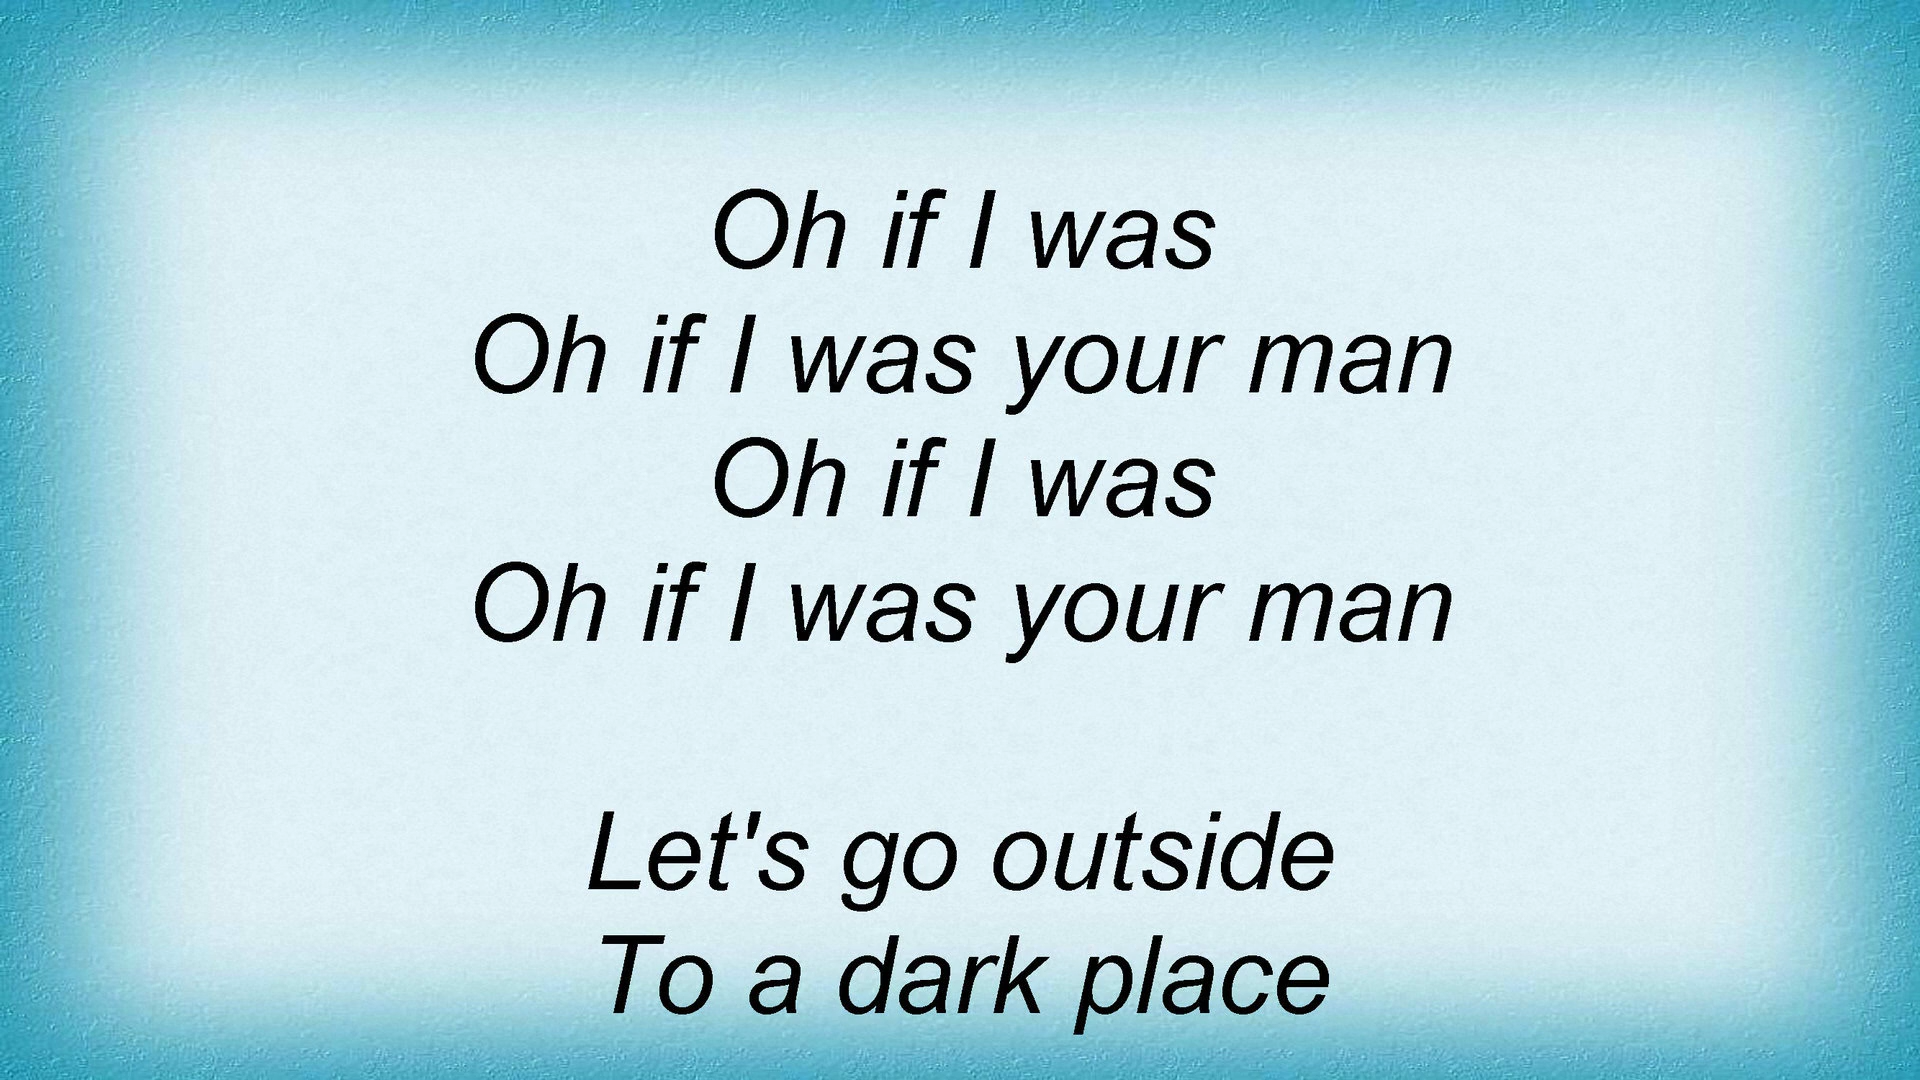 Oh if I was
Oh if I was your man
Oh if I was
Oh if I was your man
Let's go outside
To a dark place